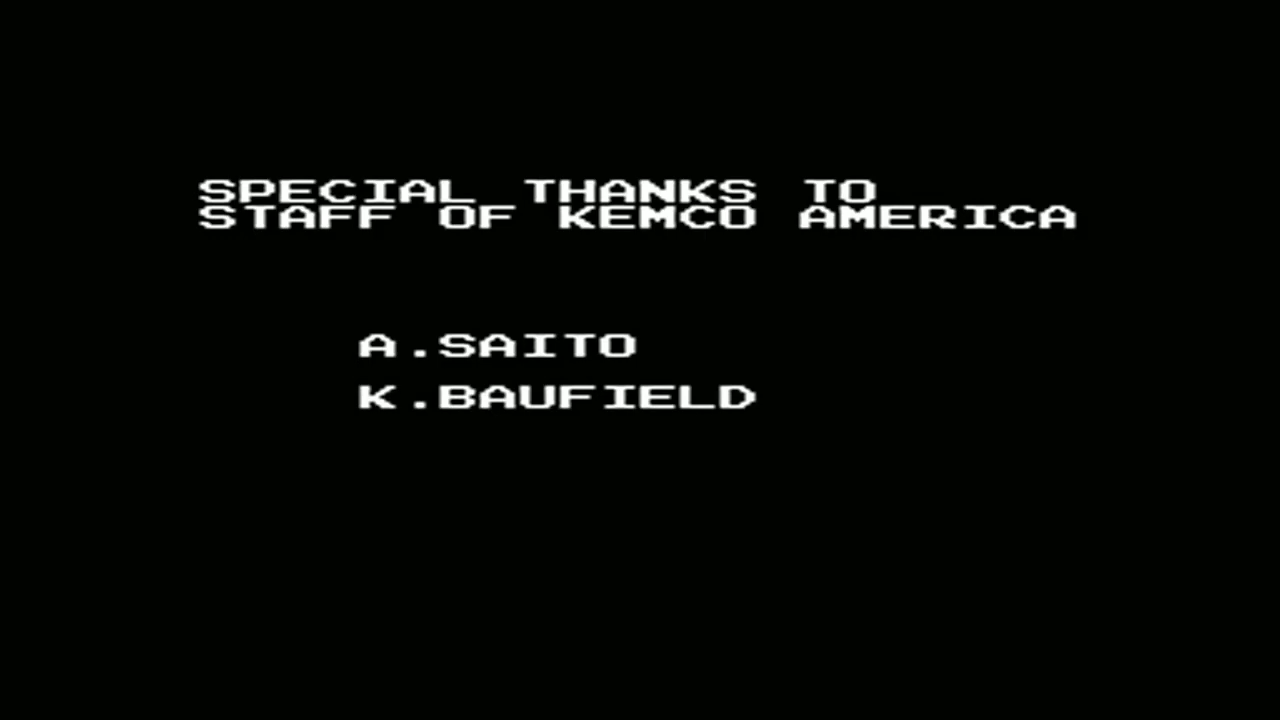 SPECIAL THANKS TO
STAFF OF KEMCO AMERICA
A.SAITO
K.BAUFIELD